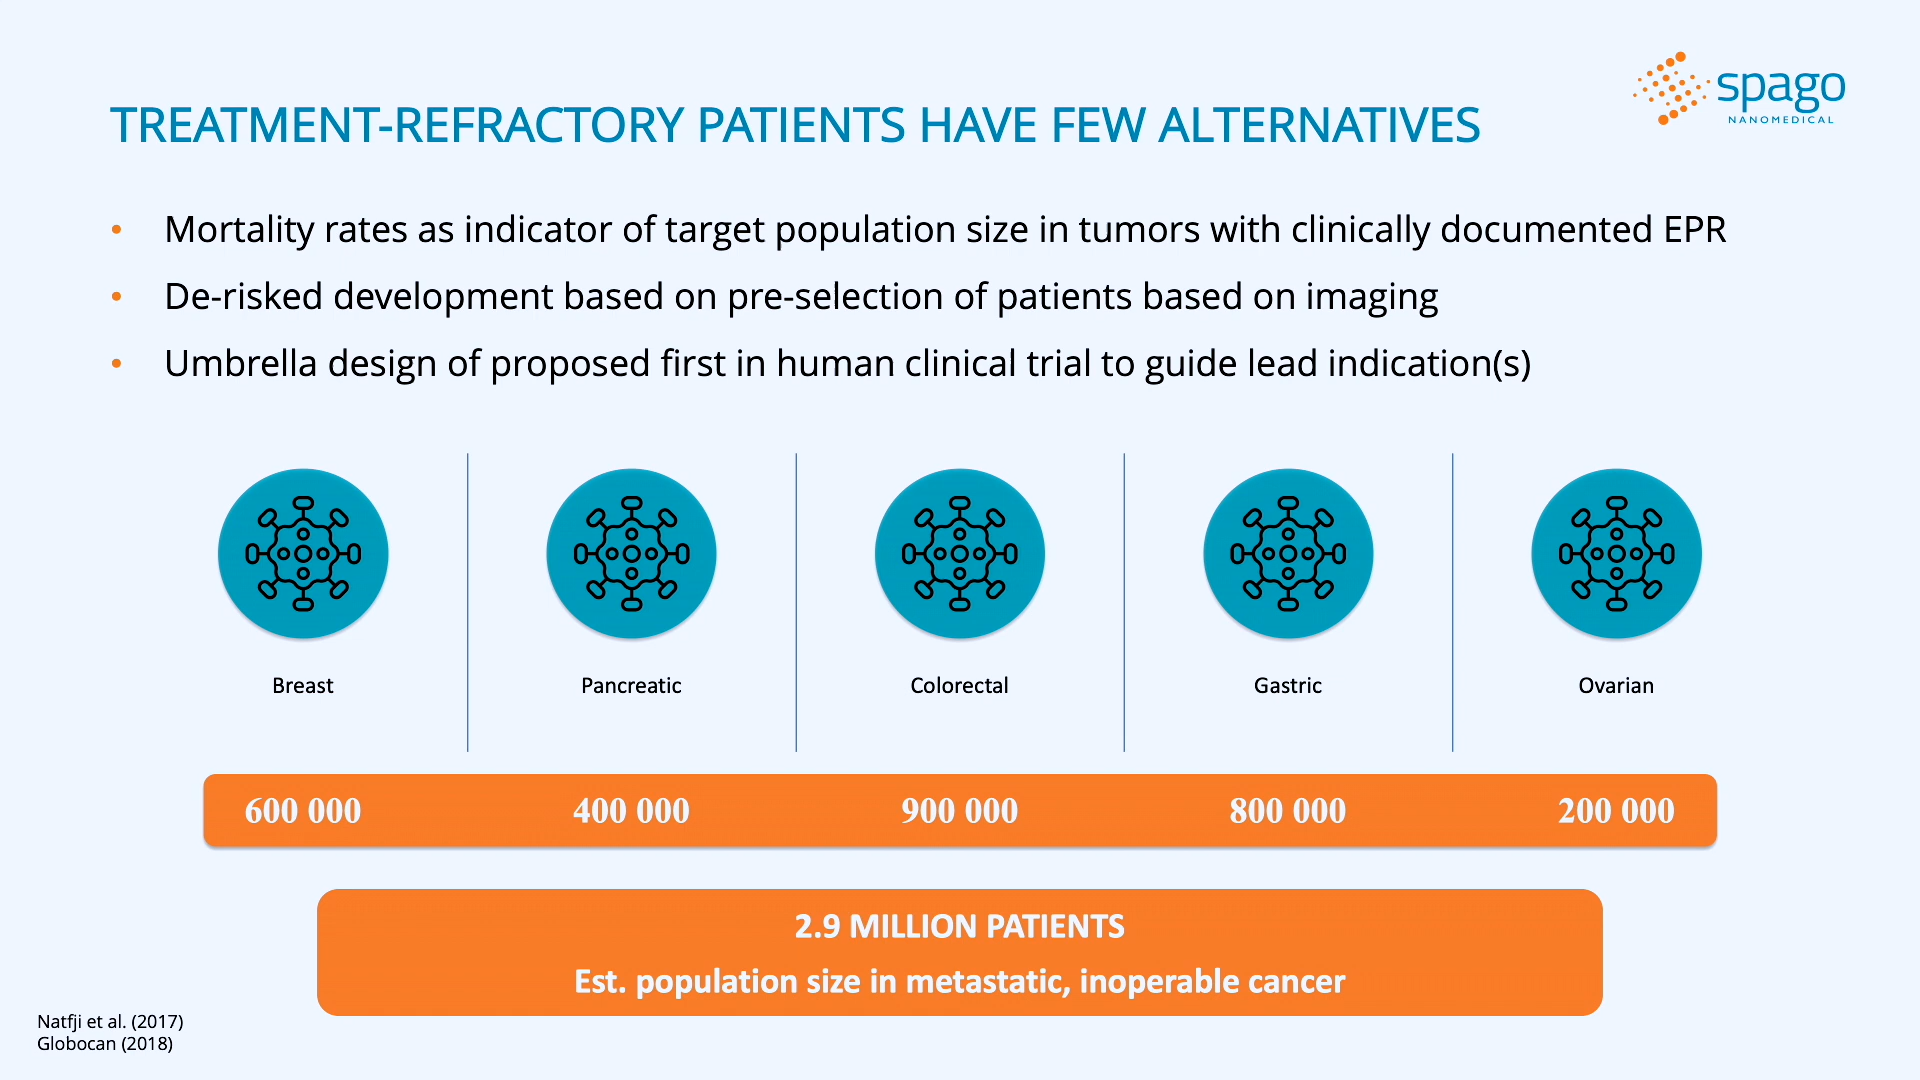 spago
NANOMEDICAL
TREATMENT-REFRACTORY PATIENTS HAVE FEW ALTERNATIVES
• Mortality rates as indicator of target population size in tumors with clinically documented EPR
• De-risked development based on pre-selection of patients based on imaging
• Umbrella design of proposed first in human clinical trial to guide lead indication(s)
Breast Pancreatic Colorectal Gastric Ovarian
600 000 400 000 900 000 800 000 200 000
2.9 MILLION PATIENTS
Est. population size in metastatic, inoperable cancer
Natfji et al. (2017)
Globocan (2018)